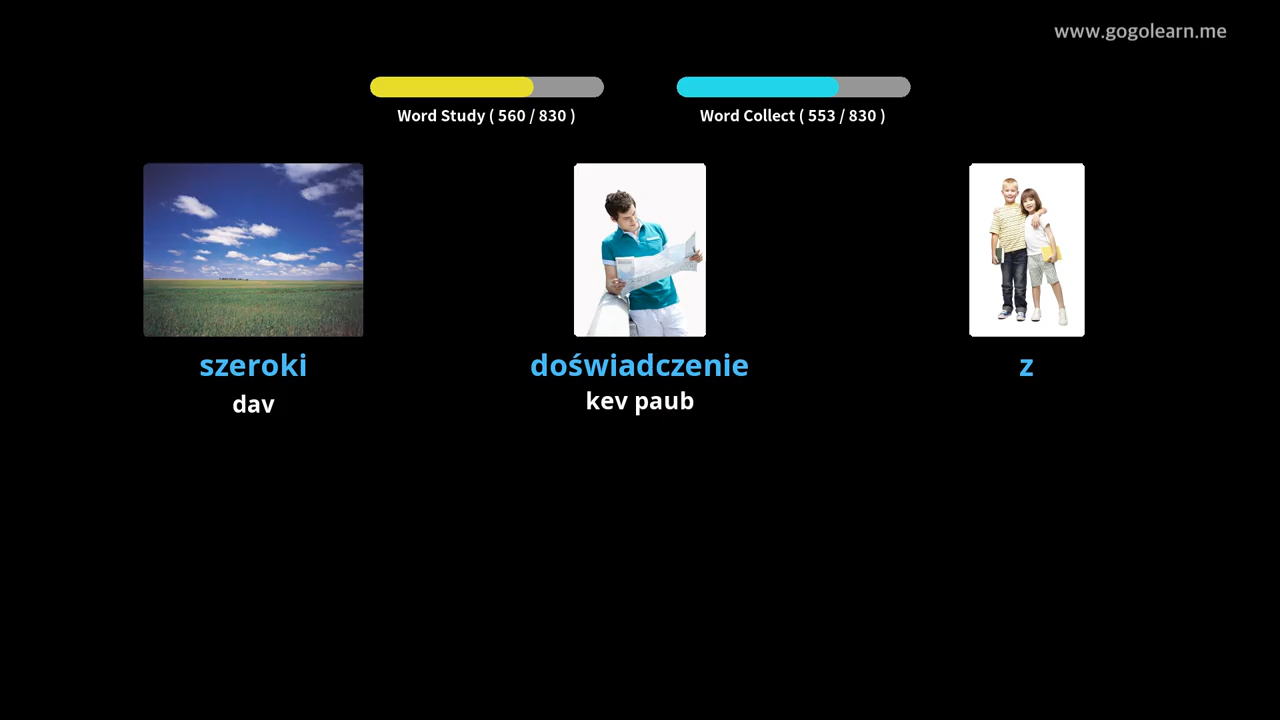 www.gogolearn.me
Word Study ( 560 / 830 )
Word Collect ( 553 / 830 )
szeroki
dav
doświadczenie
kev paub
z